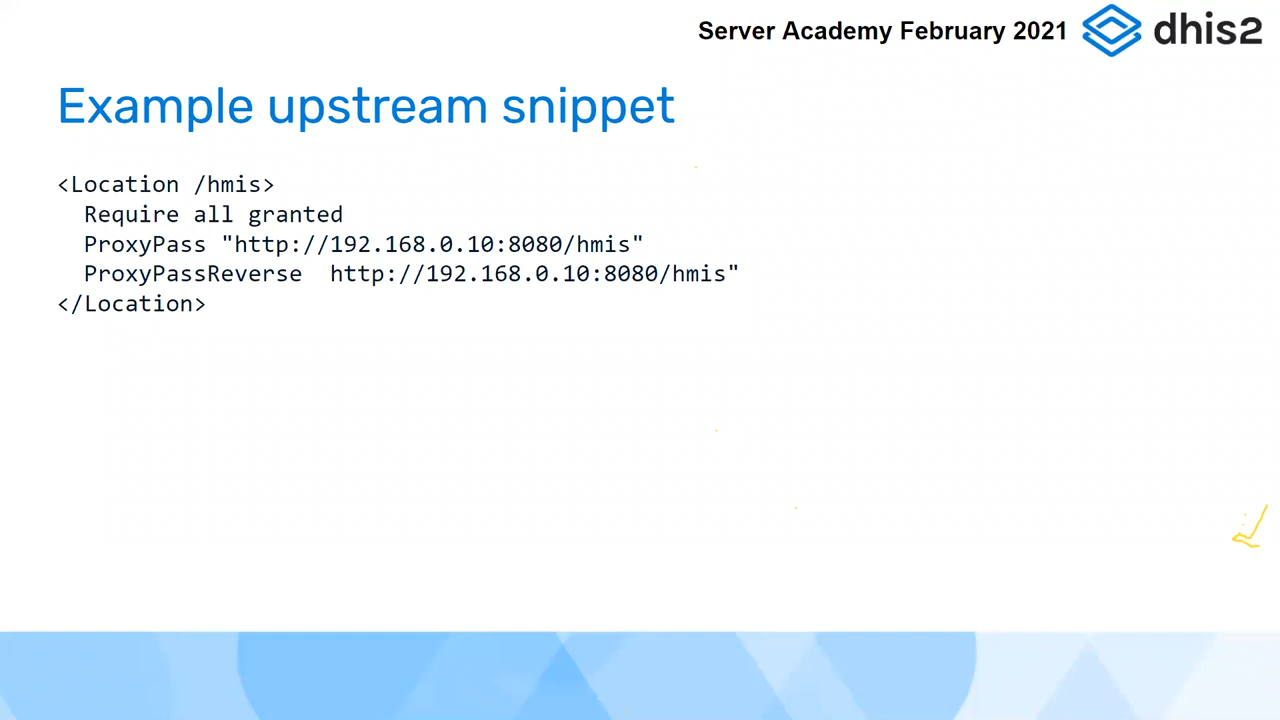 Server Academy February 2021 dhis2
Example upstream snippet
<Location /hmis>
  Require all granted
  ProxyPass "http://192.168.0.10:8080/hmis"
  ProxyPassReverse  http://192.168.0.10:8080/hmis"
</Location>